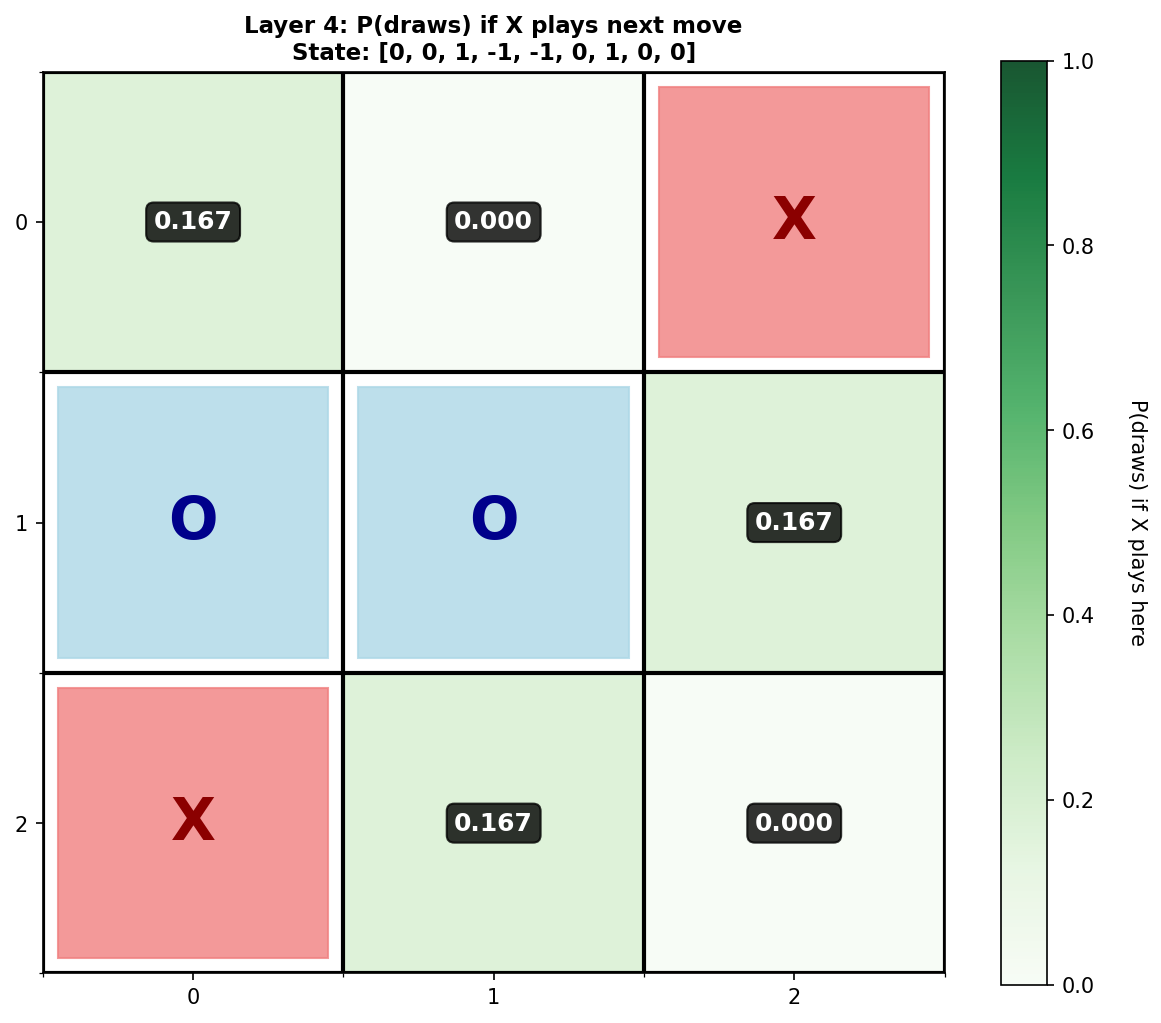 Layer 4: P(draws) if X plays next move
State: [0, 0, 1, -1, -1, 0, 1, 0, 0]
0.167
0.000
X
O
O
0.167
X
0.167
0.000
0
1
2
0
1
2
1.0
0.8
0.6
0.4
0.2
0.0
P(draws) if X plays here